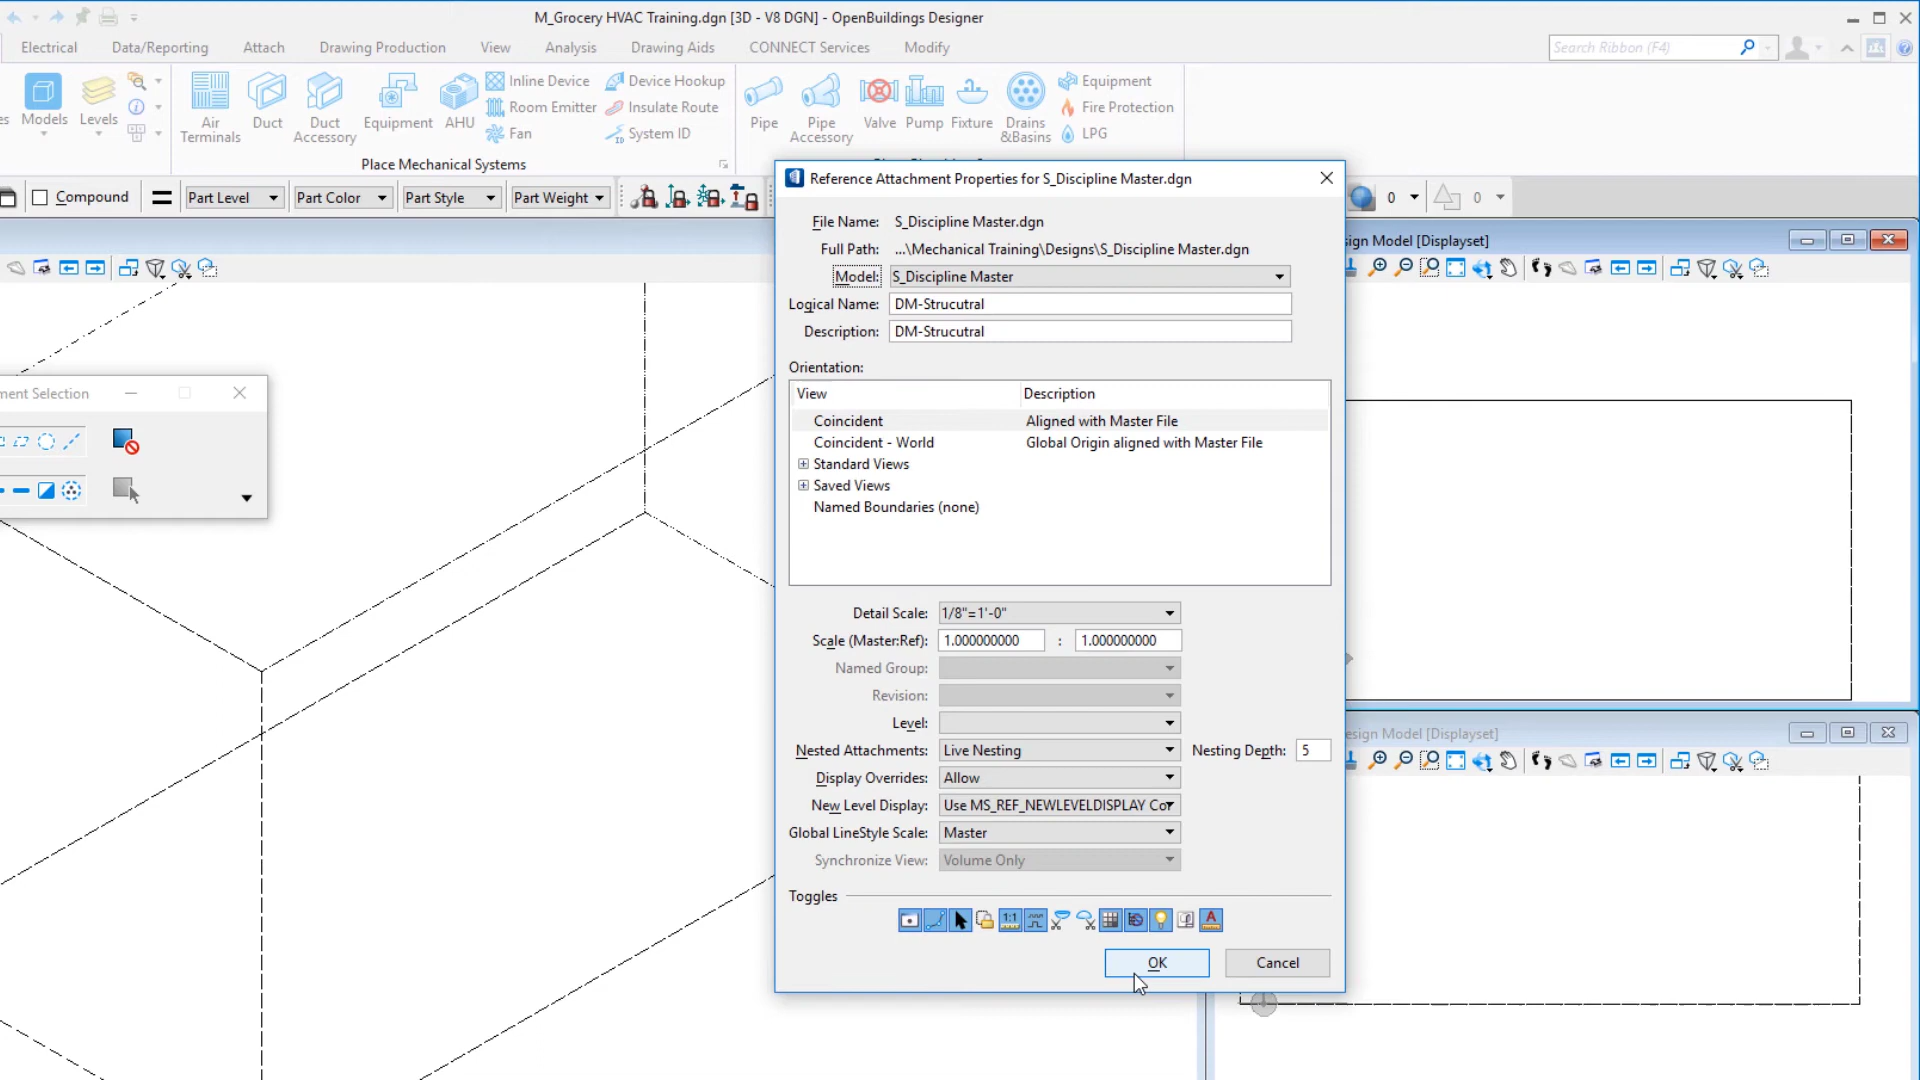 M_Grocery HVAC Training.dgn [3D - V8 DGN] - OpenBuildings Designer
Electrical Data/Reporting Attach Drawing Production View Analysis Drawing Aids CONNECT Services Modify
Search Ribbon (F4)
Models Levels
Air Terminals Duct Duct Accessory Equipment AHU
Inline Device Device Hookup
Room Emitter Insulate Route
Fan System ID
Pipe Pipe Accessory Valve Pump Fixture Drains &Basins
Equipment
Fire Protection
LPG
Place Mechanical Systems
Compound Part Level Part Color Part Style Part Weight
0 0
Reference Attachment Properties for S_Discipline Master.dgn
File Name: S_Discipline Master.dgn
Full Path: ...\Mechanical Training\Designs\S_Discipline Master.dgn
Model: S_Discipline Master
Logical Name: DM-Strucutral
Description: DM-Strucutral
Orientation:
View Description
Coincident Aligned with Master File
Coincident - World Global Origin aligned with Master File
Standard Views
Saved Views
Named Boundaries (none)
Detail Scale: 1/8"=1'-0"
Scale (Master:Ref): 1.000000000 : 1.000000000
Named Group:
Revision:
Level:
Nested Attachments: Live Nesting Nesting Depth: 5
Display Overrides: Allow
New Level Display: Use MS_REF_NEWLEVELDISPLAY Co
Global LineStyle Scale: Master
Synchronize View: Volume Only
Toggles
1:1
A
OK Cancel
ment Selection
sign Model [Displayset]
esign Model [Displayset]